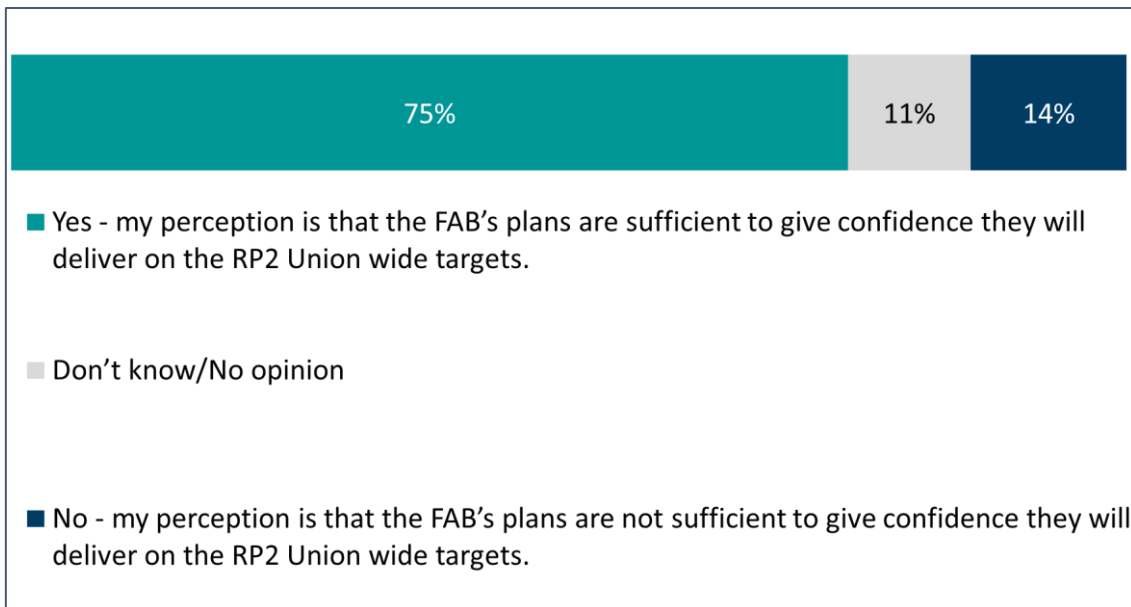 75% 11% 14%
Yes - my perception is that the FAB’s plans are sufficient to give confidence they will
deliver on the RP2 Union wide targets.
Don’t know/No opinion
No - my perception is that the FAB’s plans are not sufficient to give confidence they will
deliver on the RP2 Union wide targets.